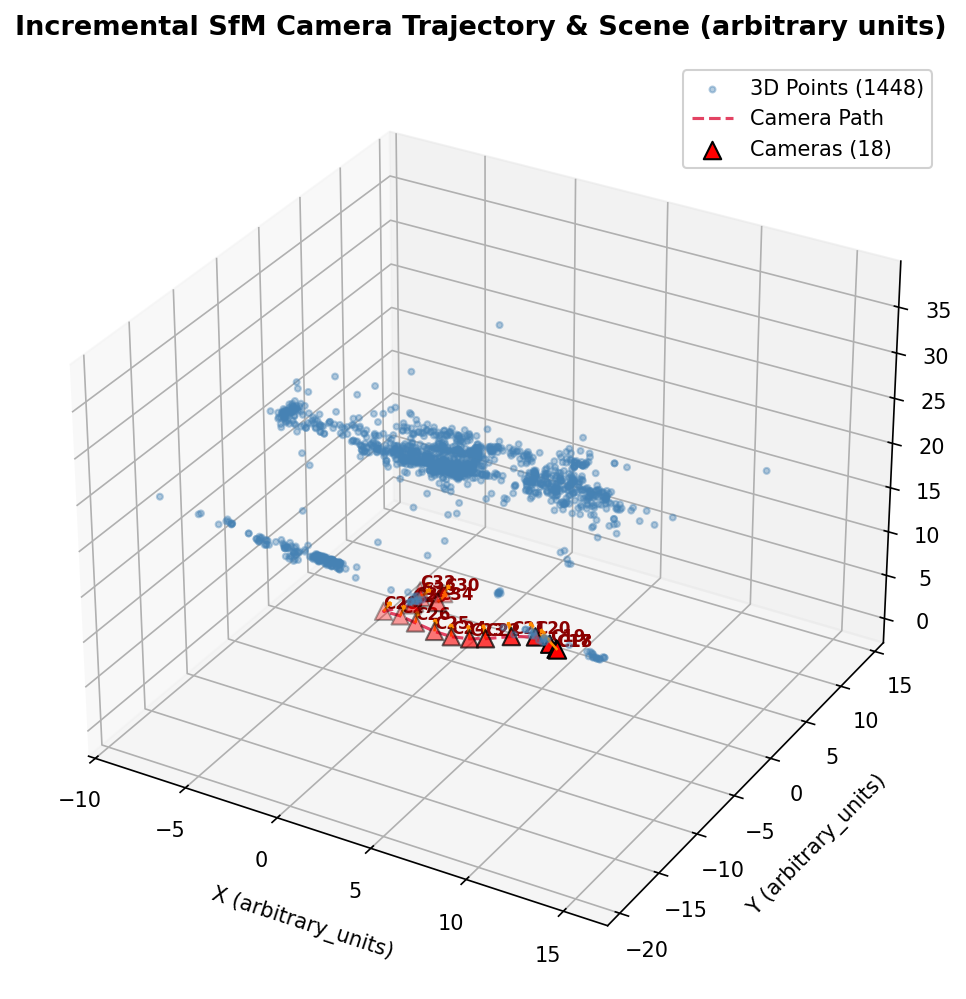 Incremental SfM Camera Trajectory & Scene (arbitrary units)
3D Points (1448)
Camera Path
Cameras (18)
35
30
25
20
15
10
5
0
C30
C34
C26
C20
C18
15
10
5
0
−5
−10
−15
−20
Y (arbitrary_units)
−10
−5
0
5
10
15
X (arbitrary_units)